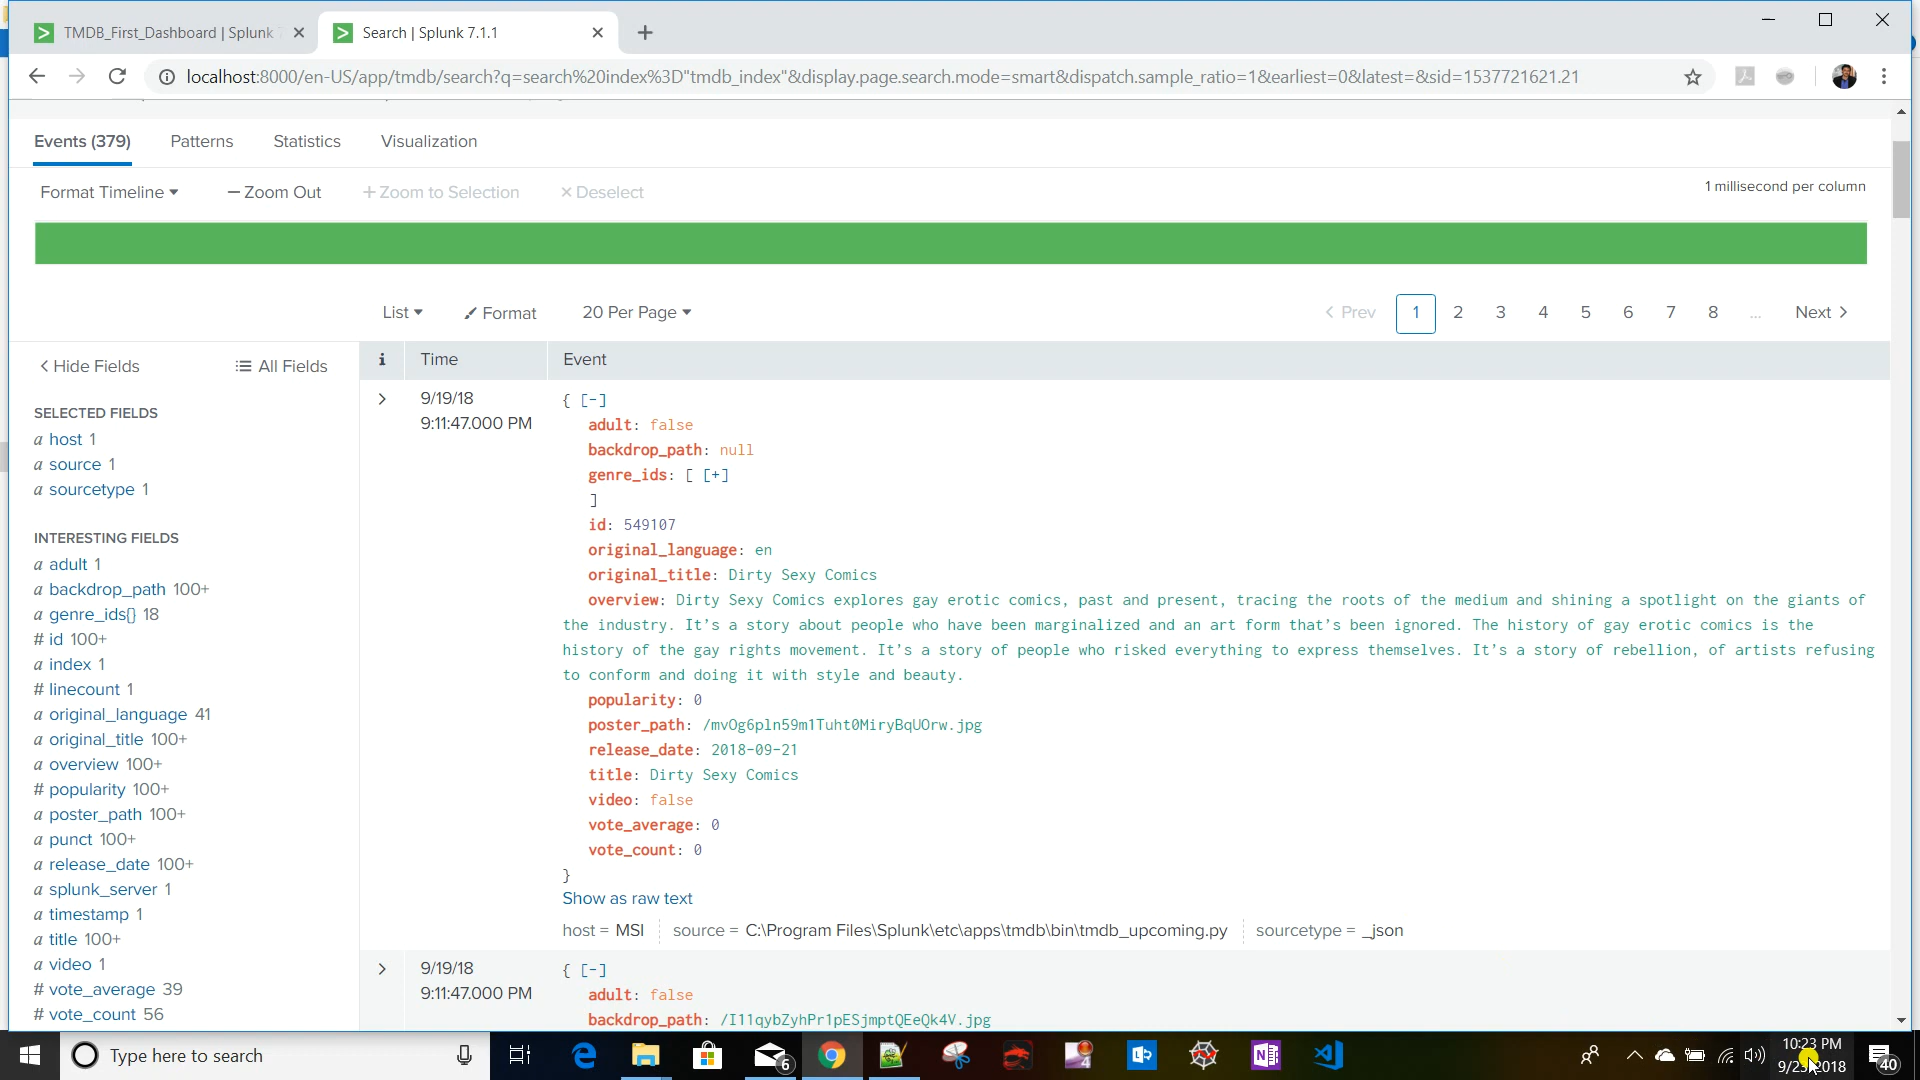 TMDB_First_Dashboard | Splunk 7
Search | Splunk 7.1.1
localhost:8000/en-US/app/tmdb/search?q=search%20index%3D"tmdb_index"&display.page.search.mode=smart&dispatch.sample_ratio=1&earliest=0&latest=&sid=1537721621.21
Events (379) Patterns Statistics Visualization
Format Timeline — Zoom Out + Zoom to Selection × Deselect
1 millisecond per column
List Format 20 Per Page
< Prev 1 2 3 4 5 6 7 8 ... Next >
< Hide Fields All Fields
i Time Event
SELECTED FIELDS
a host 1
a source 1
a sourcetype 1
INTERESTING FIELDS
a adult 1
a backdrop_path 100+
a genre_ids{} 18
# id 100+
a index 1
# linecount 1
a original_language 41
a original_title 100+
a overview 100+
# popularity 100+
a poster_path 100+
a punct 100+
a release_date 100+
a splunk_server 1
a timestamp 1
a title 100+
a video 1
# vote_average 39
# vote_count 56
> 9/19/18
9:11:47.000 PM
{ [-]
adult: false
backdrop_path: null
genre_ids: [ [+]
]
id: 549107
original_language: en
original_title: Dirty Sexy Comics
overview: Dirty Sexy Comics explores gay erotic comics, past and present, tracing the roots of the medium and shining a spotlight on the giants of
the industry. It's a story about people who have been marginalized and an art form that's been ignored. The history of gay erotic comics is the
history of the gay rights movement. It's a story of people who risked everything to express themselves. It's a story of rebellion, of artists refusing
to conform and doing it with style and beauty.
popularity: 0
poster_path: /mvOg6pln59m1Tuht0MiryBqUOrw.jpg
release_date: 2018-09-21
title: Dirty Sexy Comics
video: false
vote_average: 0
vote_count: 0
}
Show as raw text
host = MSI source = C:\Program Files\Splunk\etc\apps\tmdb\bin\tmdb_upcoming.py sourcetype = _json
> 9/19/18
9:11:47.000 PM
{ [-]
adult: false
backdrop_path: /I11qybZyhPr1pESjmptQEeQk4V.jpg
Type here to search
6
4
10:23 PM
9/23/2018
40